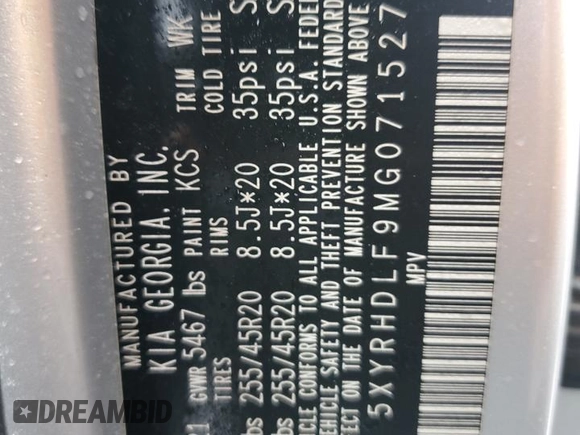 MANUFACTURED BY
KIA GEORGIA, INC.
GVWR 5467 lbs PAINT KCS TRIM WK
TIRES RIMS COLD TIRE
255/45R20 8.5J*20 35psi S
255/45R20 8.5J*20 35psi S
CONFORMS TO ALL APPLICABLE U.S.A. FEDER
SAFETY AND THEFT PREVENTION STANDARD
ON THE DATE OF MANUFACTURE SHOWN ABOVE
5XYRHDLF9MG071527
MPV
DREAMBID